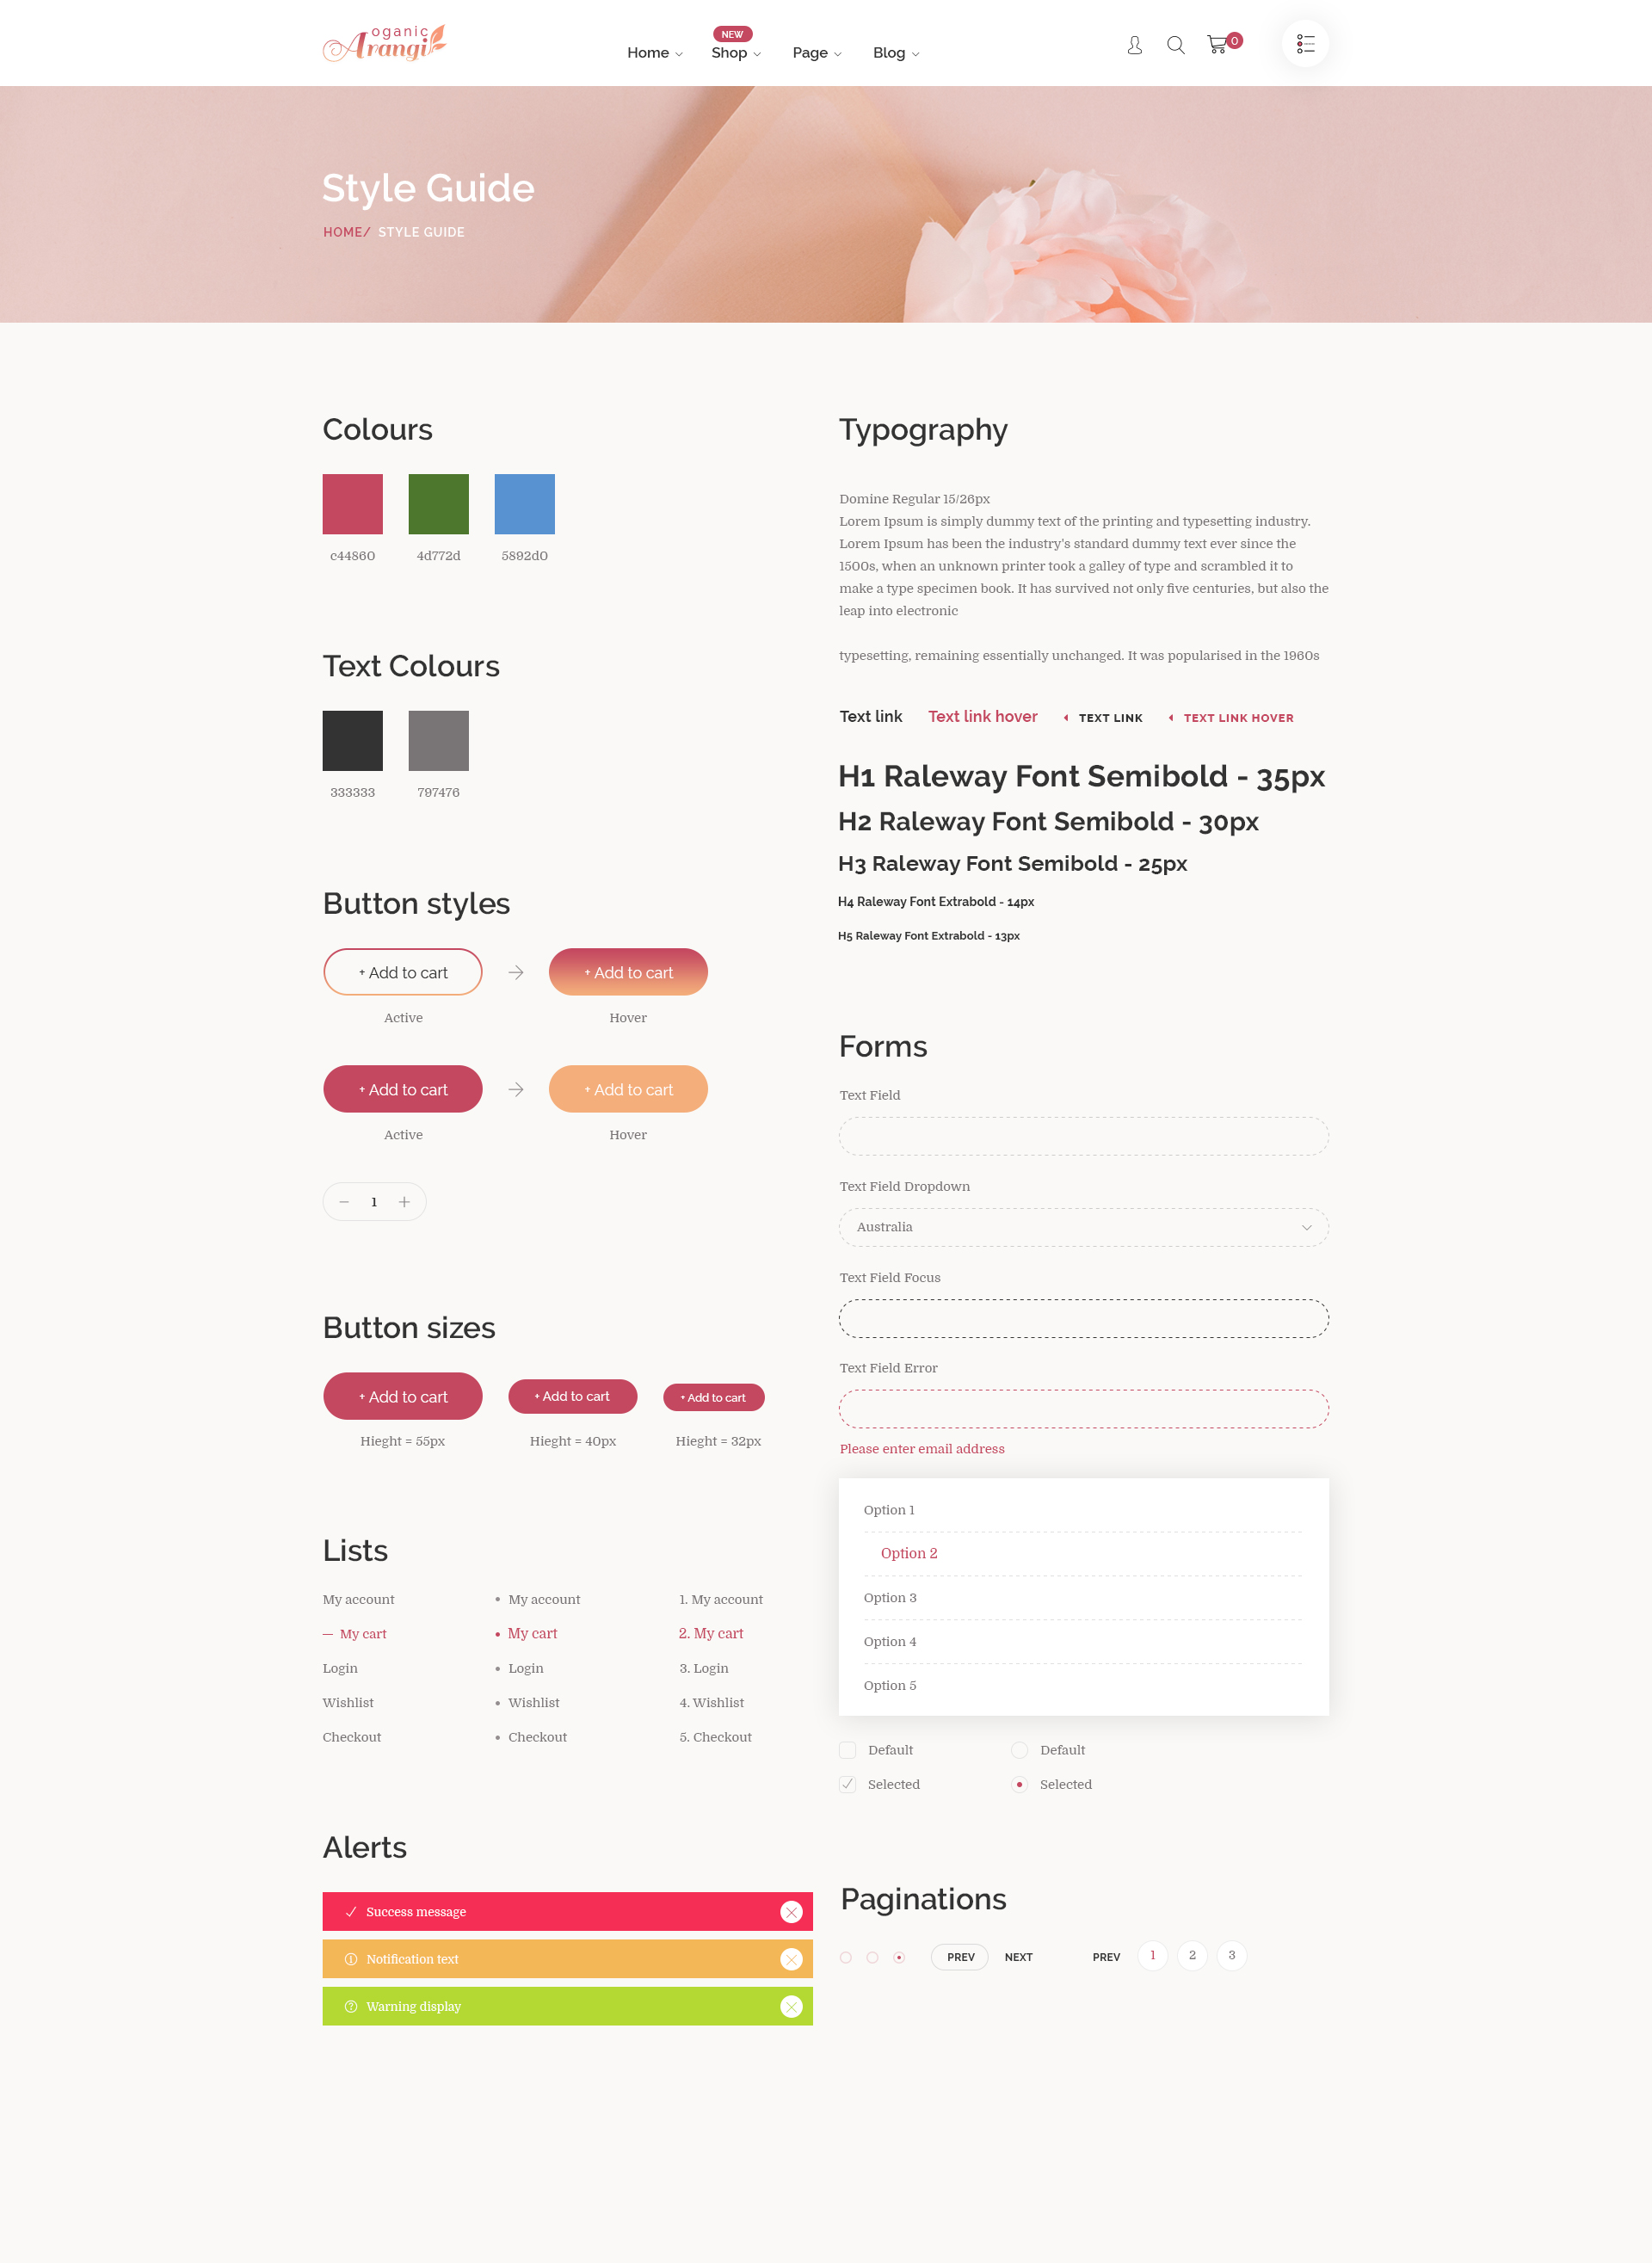 oganic
Arangi
NEW
Home
Shop
Page
Blog
0
Style Guide
HOME/ STYLE GUIDE
Colours
c44860
4d772d
5892d0
Text Colours
333333
797476
Button styles
+ Add to cart
+ Add to cart
Active
Hover
+ Add to cart
+ Add to cart
Active
Hover
1
Button sizes
+ Add to cart
+ Add to cart
+ Add to cart
Hieght = 55px
Hieght = 40px
Hieght = 32px
Lists
My account
My cart
Login
Wishlist
Checkout
My account
My cart
Login
Wishlist
Checkout
1. My account
2. My cart
3. Login
4. Wishlist
5. Checkout
Alerts
Success message
Notification text
Warning display
Typography
Domine Regular 15/26px
Lorem Ipsum is simply dummy text of the printing and typesetting industry.
Lorem Ipsum has been the industry's standard dummy text ever since the
1500s, when an unknown printer took a galley of type and scrambled it to
make a type specimen book. It has survived not only five centuries, but also the
leap into electronic
typesetting, remaining essentially unchanged. It was popularised in the 1960s
Text link
Text link hover
TEXT LINK
TEXT LINK HOVER
H1 Raleway Font Semibold - 35px
H2 Raleway Font Semibold - 30px
H3 Raleway Font Semibold - 25px
H4 Raleway Font Extrabold - 14px
H5 Raleway Font Extrabold - 13px
Forms
Text Field
Text Field Dropdown
Australia
Text Field Focus
Text Field Error
Please enter email address
Option 1
Option 2
Option 3
Option 4
Option 5
Default
Default
Selected
Selected
Paginations
PREV
NEXT
PREV
1
2
3